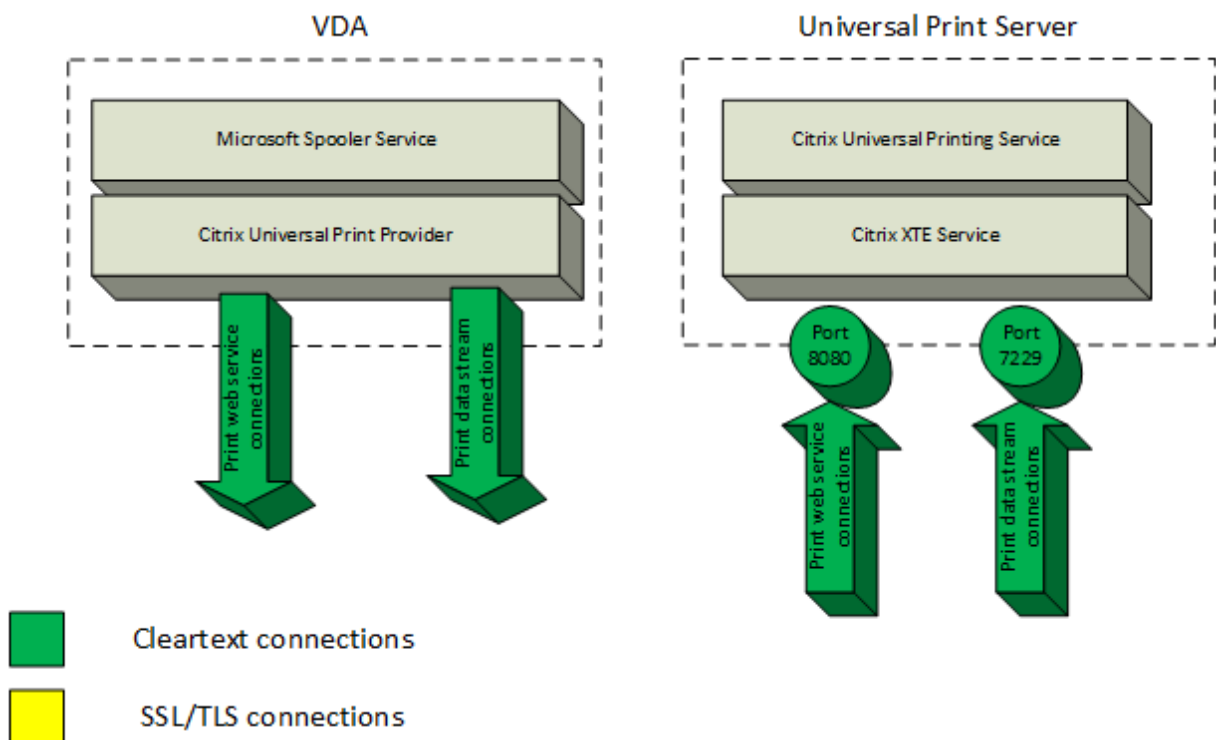 VDA
Universal Print Server
Microsoft Spooler Service
Citrix Universal Print Provider
Citrix Universal Printing Service
Citrix XTE Service
Print web service
connections
Print data stream
connections
Port
8080
Port
7229
Print web service
connections
Print data stream
connections
Cleartext connections
SSL/TLS connections